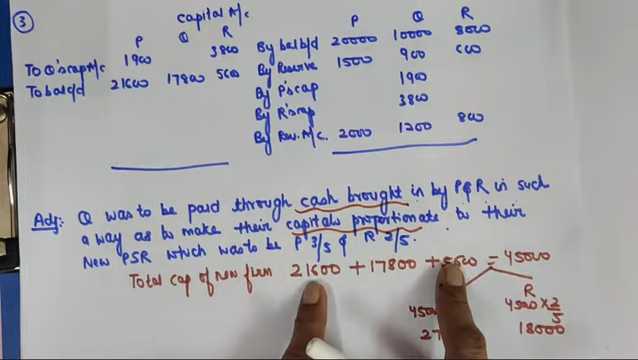 ③ Capital A/c
P Q R P Q R
To Q's cap A/c 1900 3800 By bal b/d 20000 10000 8000
To bal c/d 21600 17800 5600 By Reserve 1500 900 600
By P's cap 1900
By R's cap 3800
By Rev. A/c. 2000 1200 800
Adj: Q was to be paid through cash brought in by P & R in such
a way as to make their capitals proportionate to their
New PSR which was to be P 3/5 & R 2/5.
Total cap of new firm 21600 + 17800 + 5600 = 45000
R
4500 × 2/5
18000